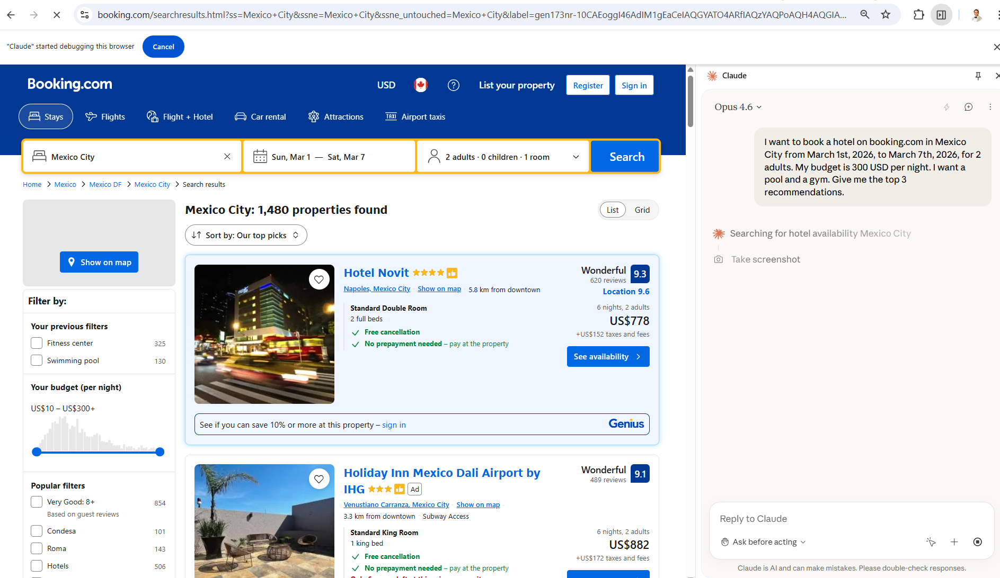 booking.com/searchresults.html?ss=Mexico+City&ssne=Mexico+City&ssne_untouched=Mexico+City&label=gen173nr-10CAEoggI46AdIM1gEaCeIAQGYATO4ARfIAQzYAQPoAQH4AQGIA...
"Claude" started debugging this browser
Cancel
Booking.com
USD
List your property
Register
Sign in
Stays
Flights
Flight + Hotel
Car rental
Attractions
TAXI
Airport taxis
Mexico City
Sun, Mar 1 — Sat, Mar 7
2 adults · 0 children · 1 room
Search
Home > Mexico > Mexico DF > Mexico City > Search results
Show on map
Filter by:
Your previous filters
Fitness center 325
Swimming pool 130
Your budget (per night)
US$10 – US$300+
Popular filters
Very Good: 8+ 854
Based on guest reviews
Condesa 101
Roma 143
Hotels 506
Mexico City: 1,480 properties found
List
Grid
Sort by: Our top picks
Hotel Novit
Wonderful 9.3
620 reviews
Location 9.6
Napoles, Mexico City · Show on map · 5.8 km from downtown
Standard Double Room
2 full beds
Free cancellation
No prepayment needed – pay at the property
6 nights, 2 adults
US$778
+US$152 taxes and fees
See availability
See if you can save 10% or more at this property – sign in
Genius
Holiday Inn Mexico Dali Airport by
IHG Ad
Wonderful 9.1
489 reviews
Venustiano Carranza, Mexico City · Show on map ·
3.3 km from downtown · Subway Access
Standard King Room
1 king bed
Free cancellation
No prepayment needed – pay at the property
6 nights, 2 adults
US$882
+US$172 taxes and fees
Claude
Opus 4.6
I want to book a hotel on booking.com in Mexico
City from March 1st, 2026, to March 7th, 2026, for 2
adults. My budget is 300 USD per night. I want a
pool and a gym. Give me the top 3
recommendations.
Searching for hotel availability Mexico City
Take screenshot
Reply to Claude
Ask before acting
Claude is AI and can make mistakes. Please double-check responses.